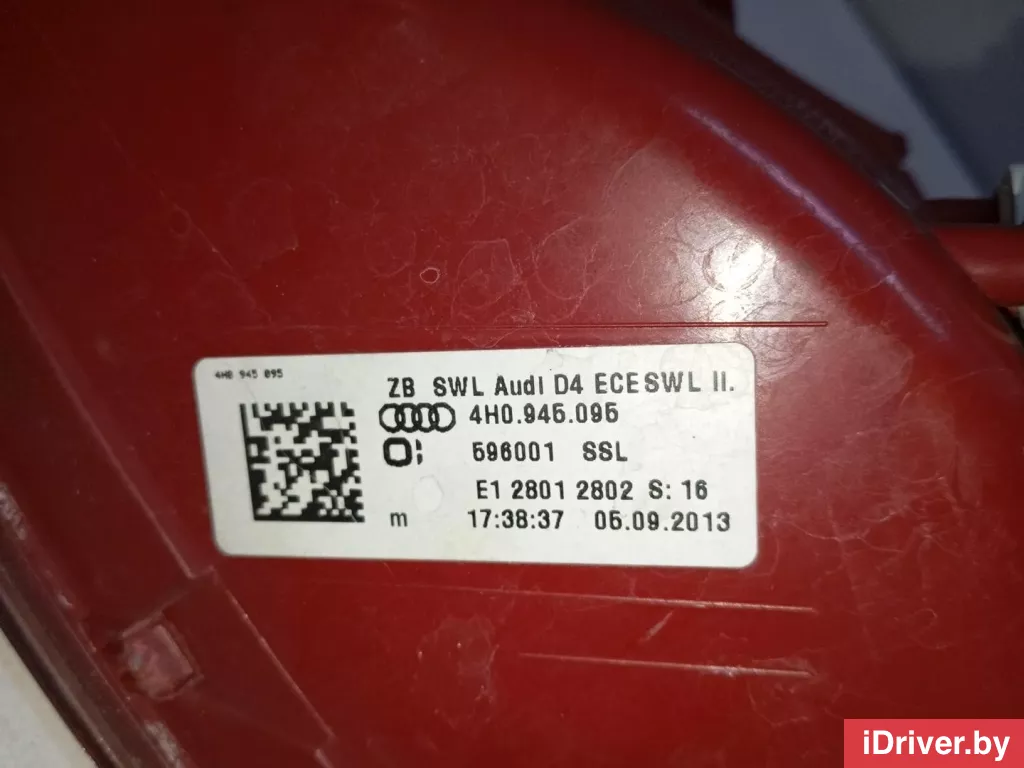 4H0 945 095
ZB SWL Audi D4 ECE SWL II.
4H0.945.095
596001 SSL
E1 2801 2802 S: 16
m 17:38:37 05.09.2013
iDriver.by